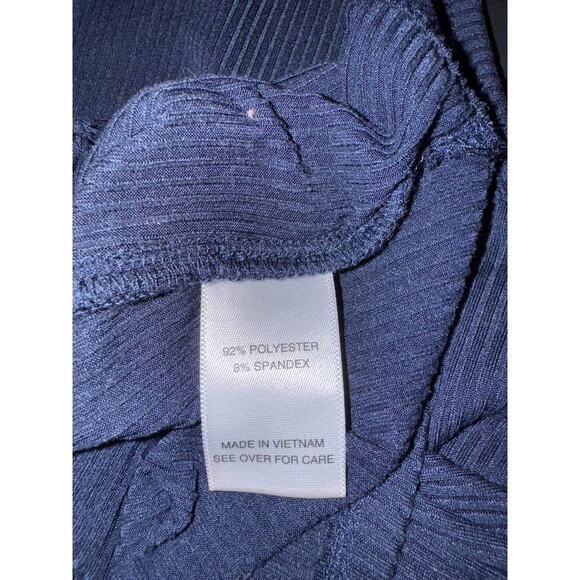 92% POLYESTER
8% SPANDEX
MADE IN VIETNAM
SEE OVER FOR CARE